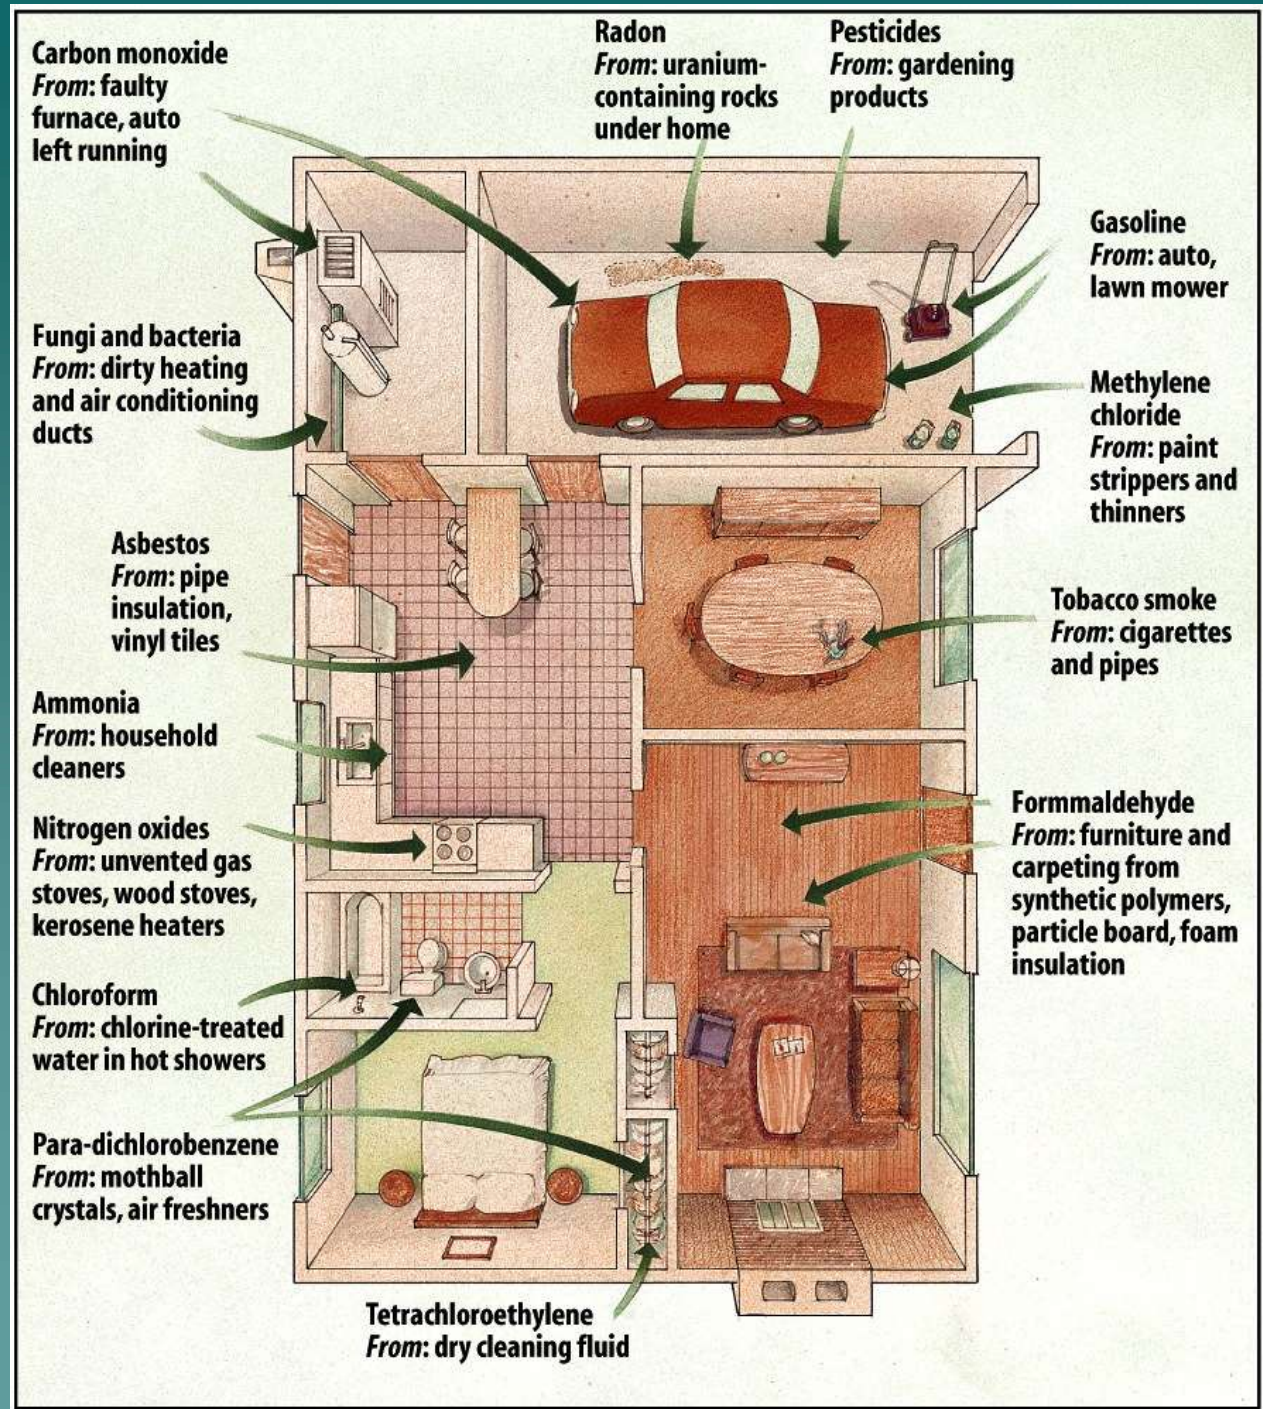 Carbon monoxide
From: faulty
furnace, auto
left running
Radon
From: uranium-
containing rocks
under home
Pesticides
From: gardening
products
Gasoline
From: auto,
lawn mower
Fungi and bacteria
From: dirty heating
and air conditioning
ducts
Methylene
chloride
From: paint
strippers and
thinners
Asbestos
From: pipe
insulation,
vinyl tiles
Tobacco smoke
From: cigarettes
and pipes
Ammonia
From: household
cleaners
Nitrogen oxides
From: unvented gas
stoves, wood stoves,
kerosene heaters
Formmaldehyde
From: furniture and
carpeting from
synthetic polymers,
particle board, foam
insulation
Chloroform
From: chlorine-treated
water in hot showers
Para-dichlorobenzene
From: mothball
crystals, air freshners
Tetrachloroethylene
From: dry cleaning fluid